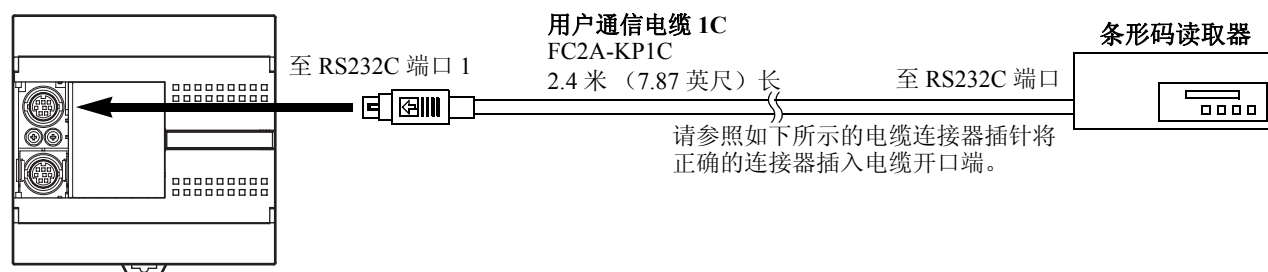 用户通信电缆 1C
FC2A-KP1C
2.4 米 （7.87 英尺）长
至 RS232C 端口 1
至 RS232C 端口
条形码读取器
请参照如下所示的电缆连接器插针将
正确的连接器插入电缆开口端。